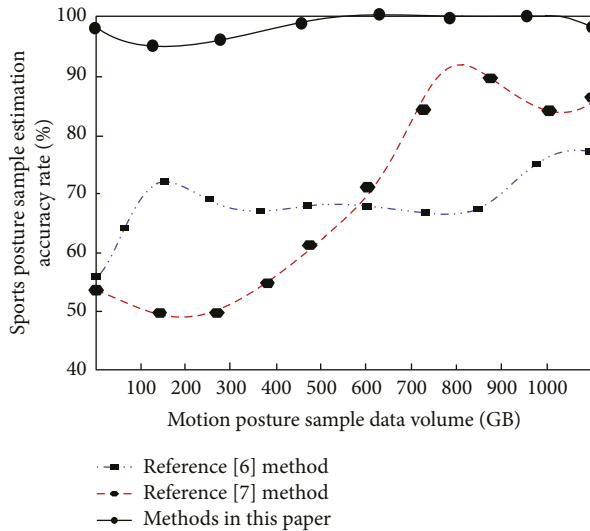 Sports posture sample estimation
accuracy rate (%)
100
90
80
70
60
50
40
100 200 300 400 500 600 700 800 900 1000
Motion posture sample data volume (GB)
Reference [6] method
Reference [7] method
Methods in this paper